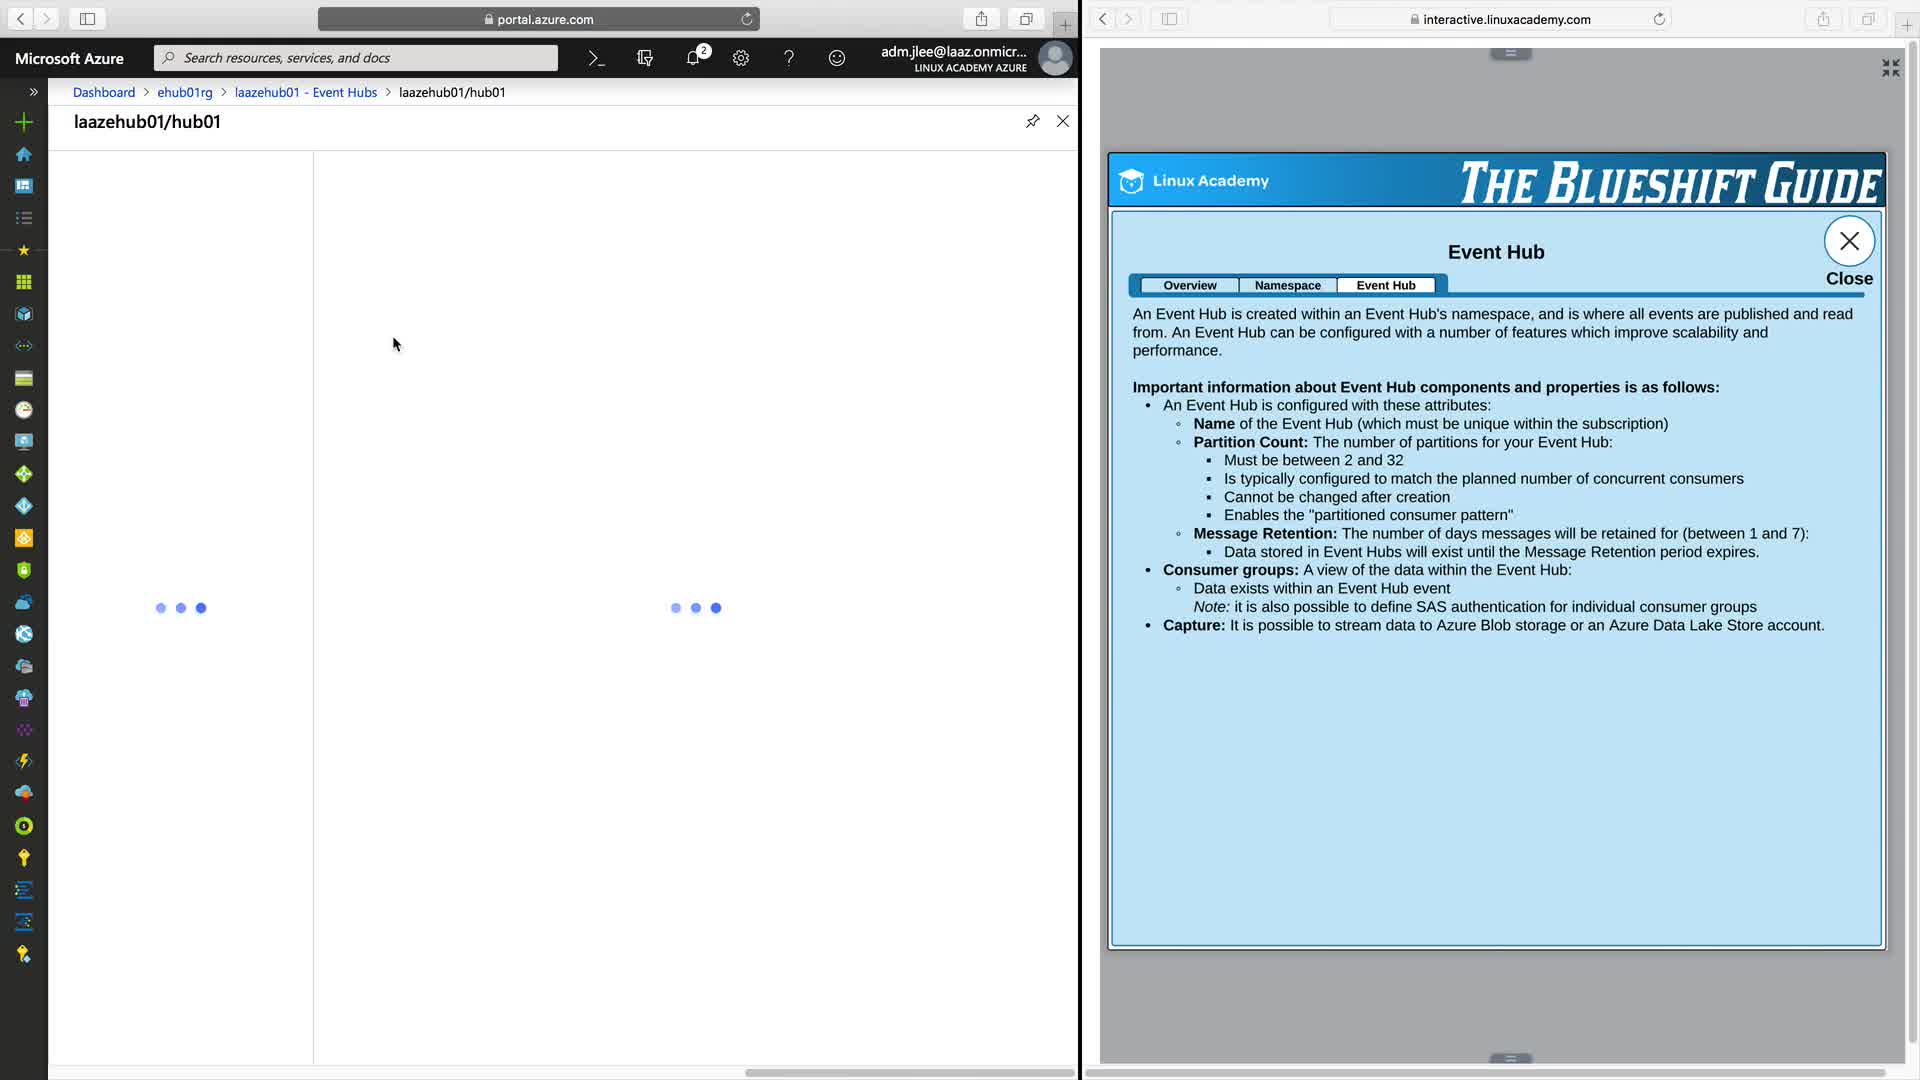 portal.azure.com
interactive.linuxacademy.com
Microsoft Azure
Search resources, services, and docs
2
adm.jlee@laaz.onmicr...
LINUX ACADEMY AZURE
Dashboard > ehub01rg > laazehub01 - Event Hubs > laazehub01/hub01
laazehub01/hub01
Linux Academy
THE BLUESHIFT GUIDE
Event Hub
Close
Overview
Namespace
Event Hub
An Event Hub is created within an Event Hub's namespace, and is where all events are published and read
from. An Event Hub can be configured with a number of features which improve scalability and
performance.
Important information about Event Hub components and properties is as follows:
• An Event Hub is configured with these attributes:
◦ Name of the Event Hub (which must be unique within the subscription)
◦ Partition Count: The number of partitions for your Event Hub:
▪ Must be between 2 and 32
▪ Is typically configured to match the planned number of concurrent consumers
▪ Cannot be changed after creation
▪ Enables the "partitioned consumer pattern"
◦ Message Retention: The number of days messages will be retained for (between 1 and 7):
▪ Data stored in Event Hubs will exist until the Message Retention period expires.
• Consumer groups: A view of the data within the Event Hub:
◦ Data exists within an Event Hub event
Note: it is also possible to define SAS authentication for individual consumer groups
• Capture: It is possible to stream data to Azure Blob storage or an Azure Data Lake Store account.